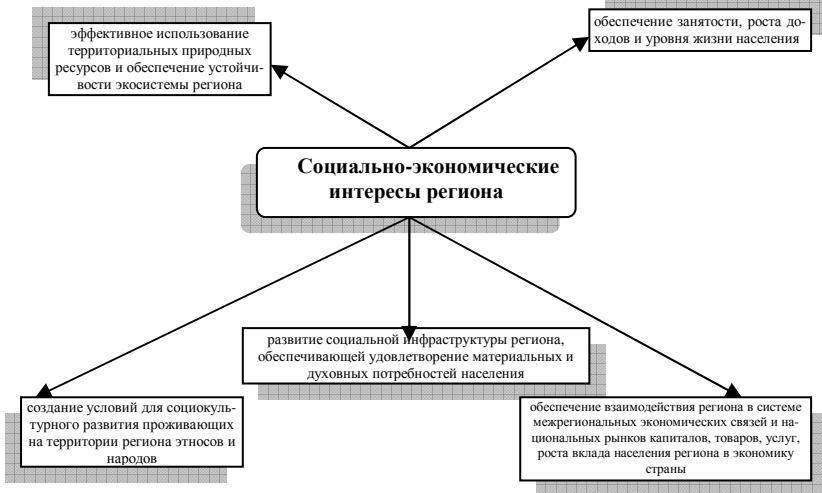 эффективное использование
территориальных природных
ресурсов и обеспечение устойчи-
вости экосистемы региона
обеспечение занятости, роста до-
ходов и уровня жизни населения
Социально-экономические
интересы региона
развитие социальной инфраструктуры региона,
обеспечивающей удовлетворение материальных и
духовных потребностей населения
создание условий для социокуль-
турного развития проживающих
на территории региона этносов и
народов
обеспечение взаимодействия региона в системе
межрегиональных экономических связей и на-
циональных рынков капиталов, товаров, услуг,
роста вклада населения региона в экономику
страны